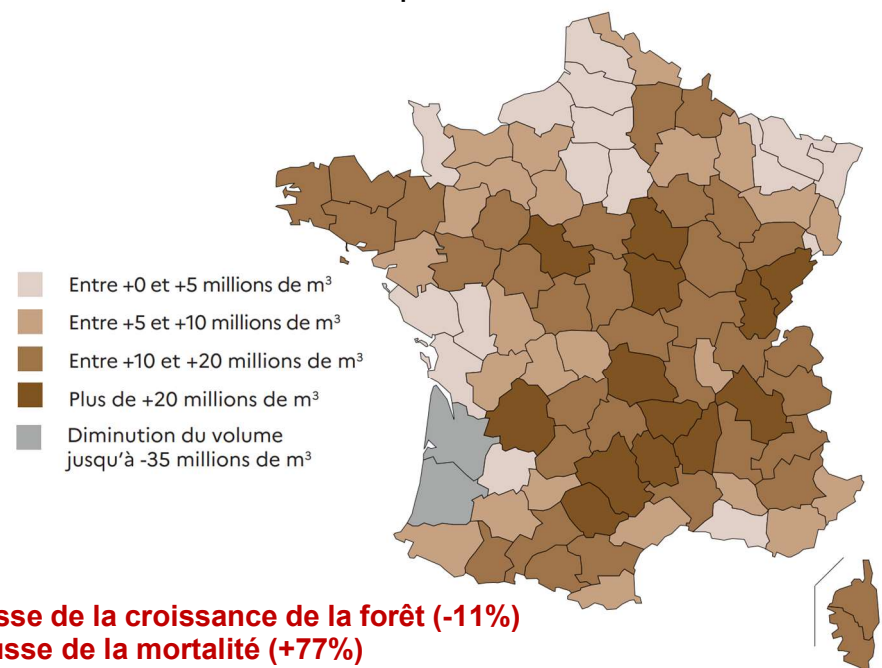 Entre +0 et +5 millions de m³
Entre +5 et +10 millions de m³
Entre +10 et +20 millions de m³
Plus de +20 millions de m³
Diminution du volume
jusqu'à -35 millions de m³
sse de la croissance de la forêt (-11%)
usse de la mortalité (+77%)